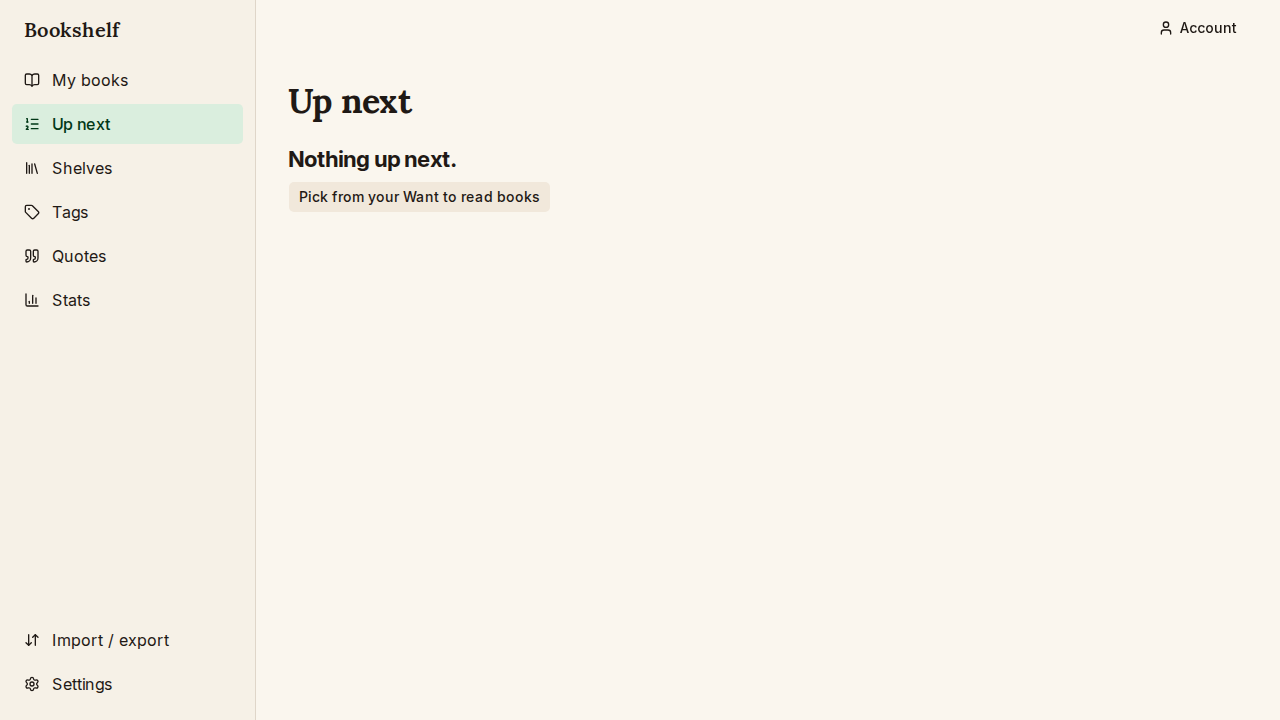 Bookshelf
My books
Up next
Shelves
Tags
Quotes
Stats
Import / export
Settings
Account
Up next
Nothing up next.
Pick from your Want to read books